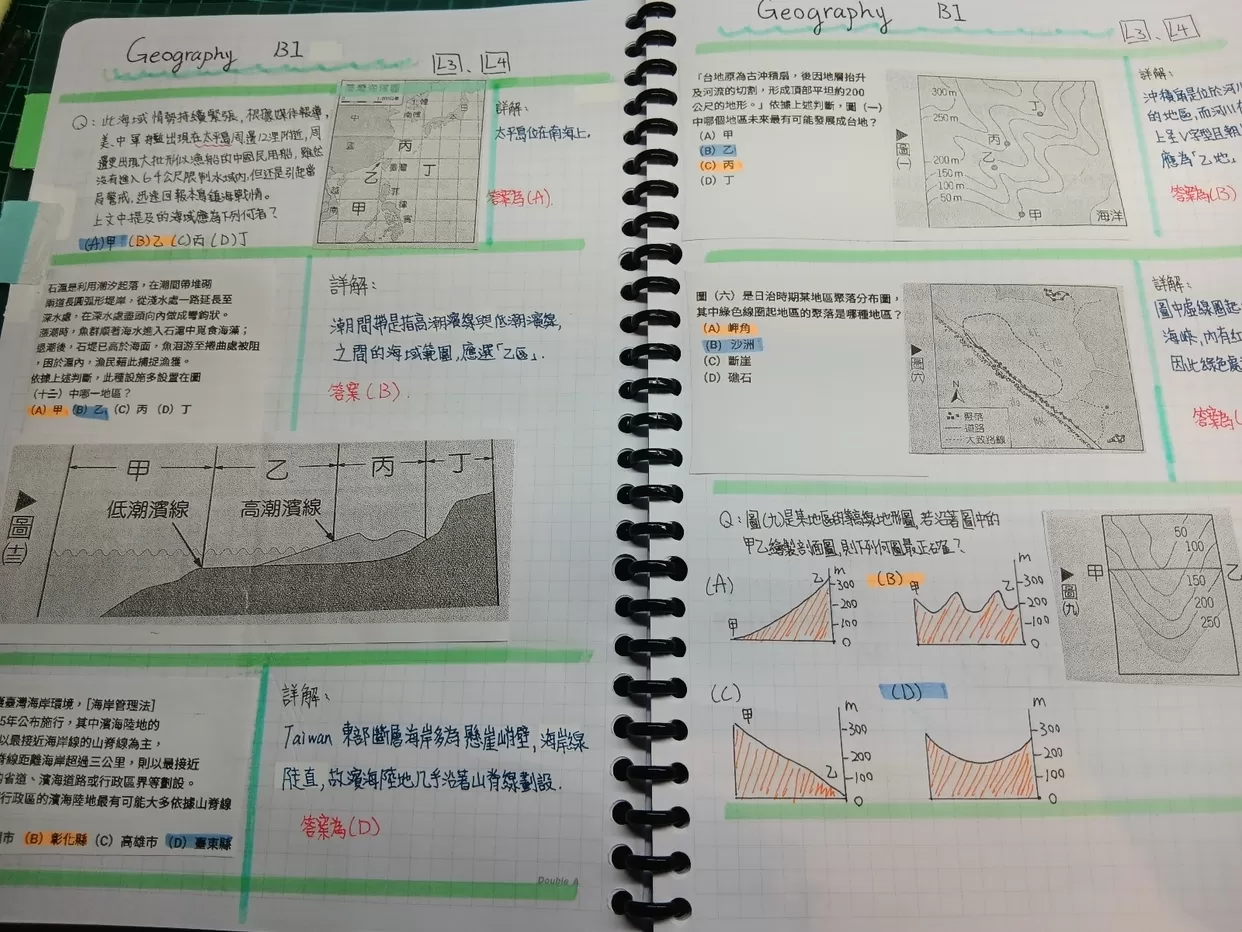 Geography B1
L3、L4
Q：此海域情勢持續緊張，根據媒體報導，
美、中軍艦出現在太平島周邊12浬附近，周
邊更出現大批形似漁船的中國民用船，雖然
沒有進入6.4公尺限制水域內，但還是引起當
局警戒，迅速回報本島鎮海戰情。
上文中提及的海域應為下列何者？
(A)甲 (B)乙 (C)丙 (D)丁
臺灣海域圖
丙
乙
丁
甲
詳解：
太平島位在南海上，
答案為(A)。
石滬是利用潮汐起落，在潮間帶堆砌
兩道長圓弧形堤岸，從淺水處一路延長至
深水處，在深水處盡頭向內做成彎鉤狀。
漲潮時，魚群順著海水進入石滬中覓食海藻；
退潮後，石堤已高於海面，魚洄游至捲曲處被阻
，困於滬內，漁民藉此捕捉漁獲。
依據上述判斷，此種設施多設置在圖
（十二）中哪一地區？
(A) 甲 (B) 乙 (C) 丙 (D) 丁
詳解：
潮間帶是指高潮濱線與低潮濱線，
之間的海域範圍，應選「乙區」．
答案(B)．
甲 乙 丙 丁
低潮濱線
高潮濱線
圖(十二)
臺灣海岸環境，[海岸管理法]
5年公布施行，其中濱海陸地的
以最接近海岸線的山脊線為主，
脊線距離海岸超過三公里，則以最接近
省道、濱海道路或行政區界等劃設。
行政區的濱海陸地最有可能大多依據山脊線
市 (B) 彰化縣 (C) 高雄市 (D) 臺東縣
詳解：
Taiwan 東部斷層海岸多為懸崖峭壁，海岸線
陡直，故濱海陸地几乎沿著山脊線劃設．
答案為(D)
Double A
Geography B1
L3、L4
「台地原為古沖積扇，後因地層抬升
及河流的切割，形成頂部平坦約200
公尺的地形。」依據上述判斷，圖（一）
中哪個地區未來最有可能發展成台地？
(A) 甲
(B) 乙
(C) 丙
(D) 丁
圖(一)
300m
250m
200m
150m
100m
50m
丁
丙
乙
甲
海洋
詳解：
沖積扇是位於河川
的地區，而河川在
上呈V字型且朝
應為「乙地」
答案為(B)
圖（六）是日治時期某地區聚落分布圖，
其中綠色線圈起地區的聚落是哪種地區？
(A) 岬角
(B) 沙洲
(C) 斷崖
(D) 礁石
圖(六)
N
聚落
道路
大致路線
詳解：
圖中虛線圈起
海峽，內有紅
因此綠色
答案為(
Q：圖(九)是某地區的等高線地形圖，若沿著圖中的
甲乙繪製剖面圖，則下列何圖最正確？
圖(九)
甲
乙
50
100
150
200
250
(A)
甲
乙
m
300
200
100
0
(B)
甲
乙
m
300
200
100
0
(C)
甲
乙
m
300
200
100
0
(D)
m
300
200
100
0